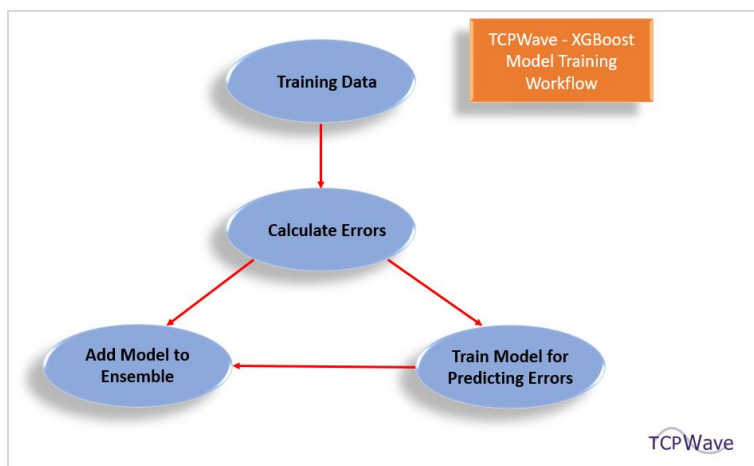 TCPWave - XGBoost
Model Training
Workflow
Training Data
Calculate Errors
Add Model to
Ensemble
Train Model for
Predicting Errors
TCPWave